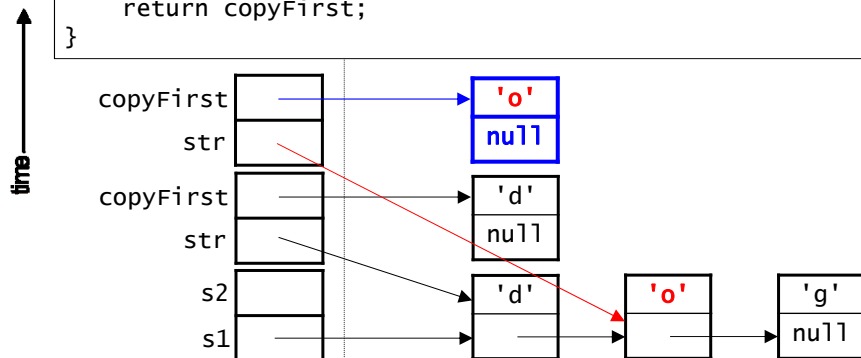 return copyFirst;
}
time
copyFirst
'o'
str
null
copyFirst
'd'
str
null
s2
'd'
'o'
'g'
s1
null